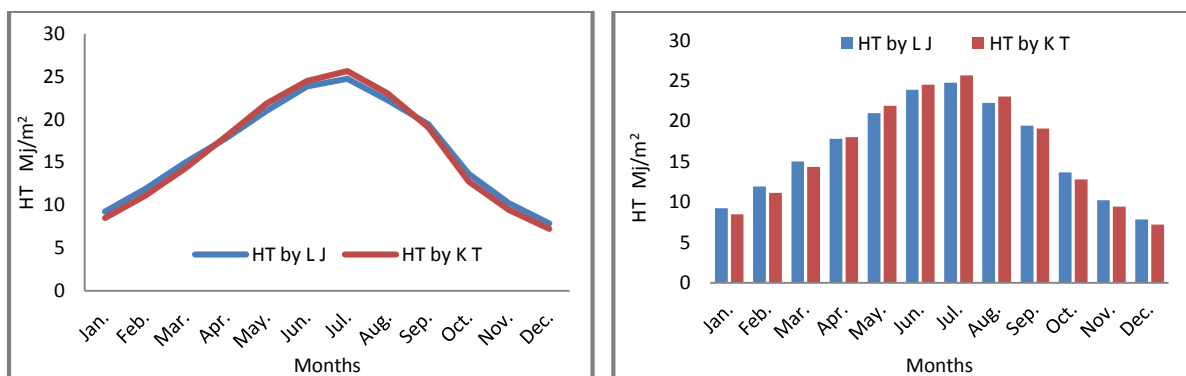 30
25
20
15
10
5
0
HT Mj/m²
HT by L J
HT by K T
Jan.
Feb.
Mar.
Apr.
May.
Jun.
Jul.
Aug.
Sep.
Oct.
Nov.
Dec.
Months
30
25
20
15
10
5
0
HT Mj/m²
HT by L J
HT by K T
Jan.
Feb.
Mar.
Apr.
May.
Jun.
Jul.
Aug.
Sep.
Oct.
Nov.
Dec.
Months